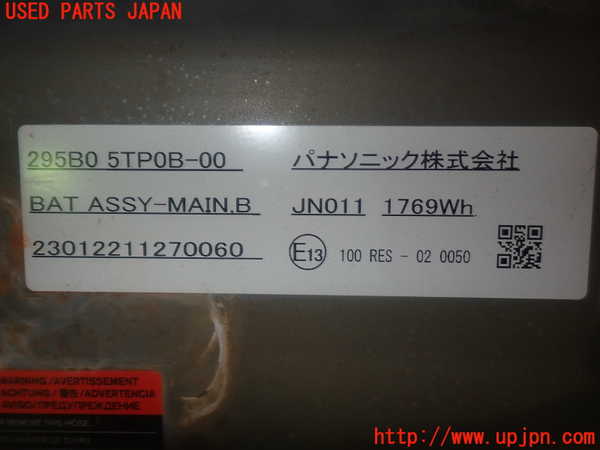 USED PARTS JAPAN
295B0 5TP0B-00 パナソニック株式会社
BAT ASSY-MAIN.B JN011 1769Wh
23012211270060 E13 100 RES - 02 0050
WARNING/AVERTISSEMENT
ACHTUNG/警告/ADVERTENCIA
AVISO/ПРЕДУПРЕЖДЕНИЕ
http://www.upjpn.com/